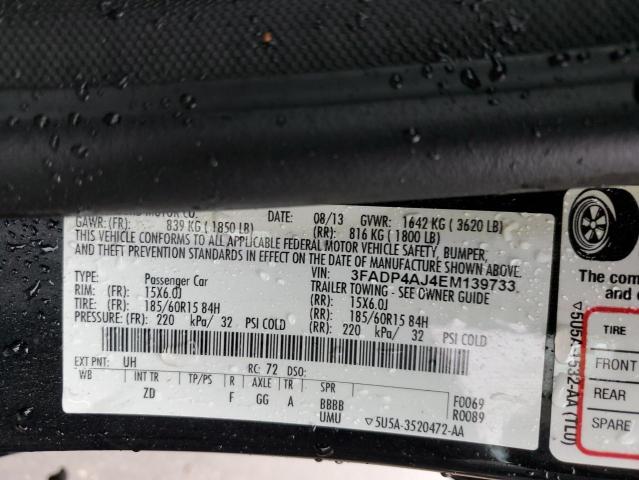 MOTOR CO.
DATE: 08/13 GVWR: 1642 KG ( 3620 LB)
GAWR: (FR): 839 KG ( 1850 LB) (RR): 816 KG ( 1800 LB)
THIS VEHICLE CONFORMS TO ALL APPLICABLE FEDERAL MOTOR VEHICLE SAFETY, BUMPER,
AND THEFT PREVENTION STANDARDS IN EFFECT ON THE DATE OF MANUFACTURE SHOWN ABOVE.
VIN: 3FADP4AJ4EM139733
TYPE: Passenger Car TRAILER TOWING - SEE OWNER GUIDE
RIM: (FR): 15X6.0J (RR): 15X6.0J
TIRE: (FR): 185/60R15 84H (RR): 185/60R15 84H
PRESSURE: (FR): 220 kPa/ 32 PSI COLD (RR): 220 kPa/ 32 PSI COLD
EXT PNT: UH RC: 72 DSO:
WB INT TR TP/PS R AXLE TR SPR
ZD F GG A BBBB
UMU
F0069
R0089
▽5U5A-3520472-AA
The com
TIRE
FRONT
REAR
SPARE